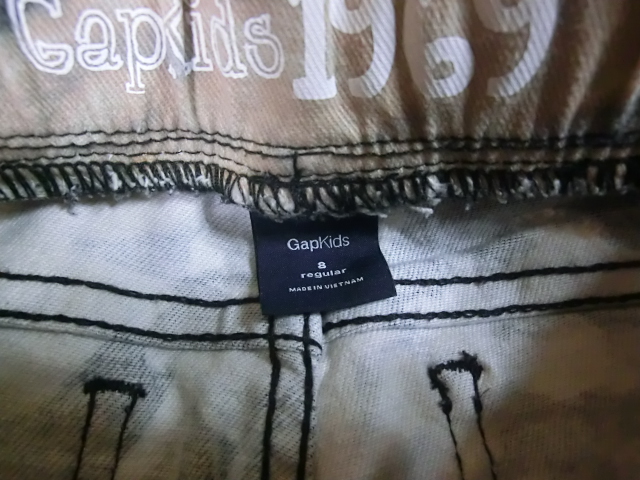 GapKids 1969
GapKids
8
regular
MADE IN VIETNAM